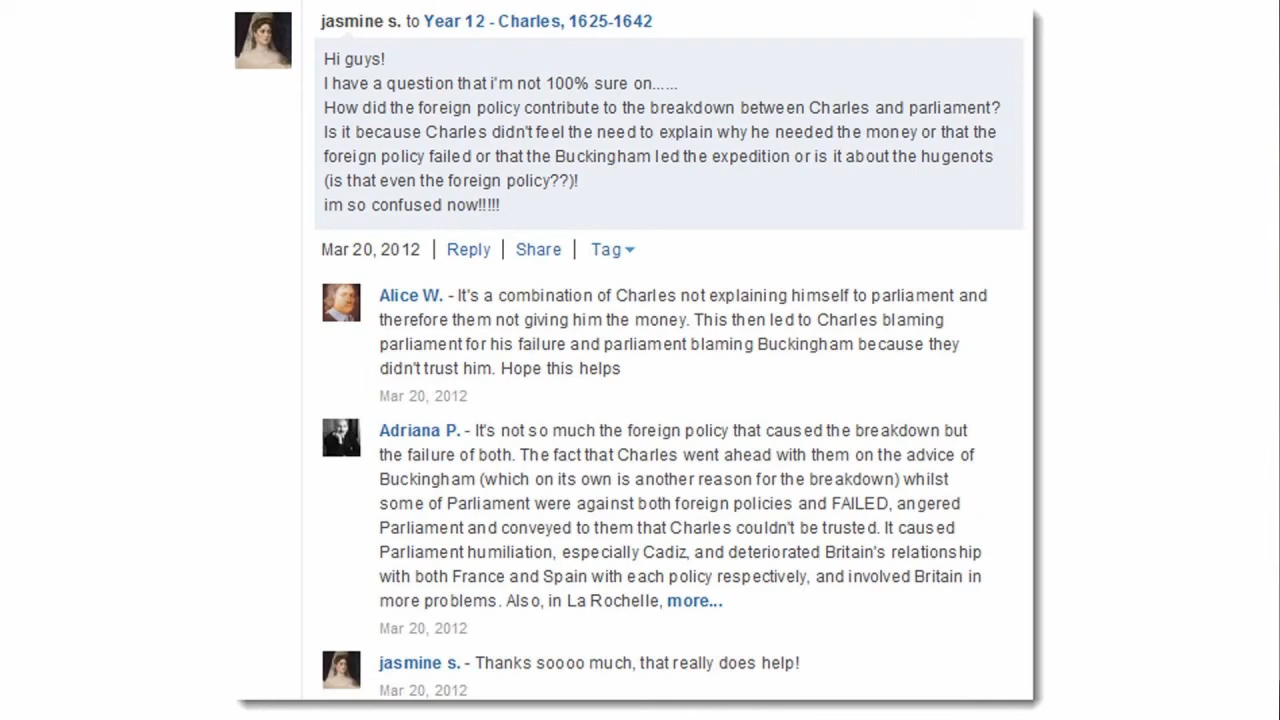 jasmine s. to Year 12 - Charles, 1625-1642
Hi guys!
I have a question that i'm not 100% sure on......
How did the foreign policy contribute to the breakdown between Charles and parliament?
Is it because Charles didn't feel the need to explain why he needed the money or that the
foreign policy failed or that the Buckingham led the expedition or is it about the hugenots
(is that even the foreign policy??)!
im so confused now!!!!!
Mar 20, 2012 | Reply | Share | Tag
Alice W. - It's a combination of Charles not explaining himself to parliament and
therefore them not giving him the money. This then led to Charles blaming
parliament for his failure and parliament blaming Buckingham because they
didn't trust him. Hope this helps
Mar 20, 2012
Adriana P. - It's not so much the foreign policy that caused the breakdown but
the failure of both. The fact that Charles went ahead with them on the advice of
Buckingham (which on its own is another reason for the breakdown) whilst
some of Parliament were against both foreign policies and FAILED, angered
Parliament and conveyed to them that Charles couldn't be trusted. It caused
Parliament humiliation, especially Cadiz, and deteriorated Britain's relationship
with both France and Spain with each policy respectively, and involved Britain in
more problems. Also, in La Rochelle, more...
Mar 20, 2012
jasmine s. - Thanks soooo much, that really does help!
Mar 20, 2012